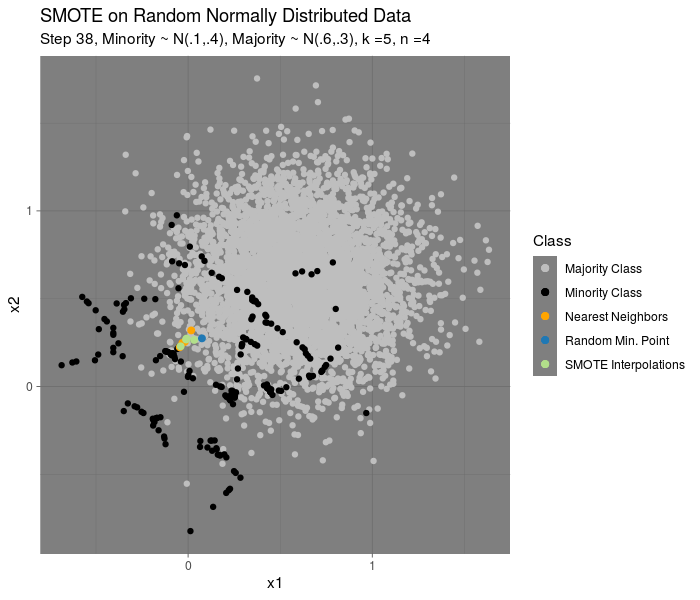 SMOTE on Random Normally Distributed Data
Step 38, Minority ~ N(.1,.4), Majority ~ N(.6,.3), k =5, n =4
1
0
x2
0 1
x1
Class
Majority Class
Minority Class
Nearest Neighbors
Random Min. Point
SMOTE Interpolations